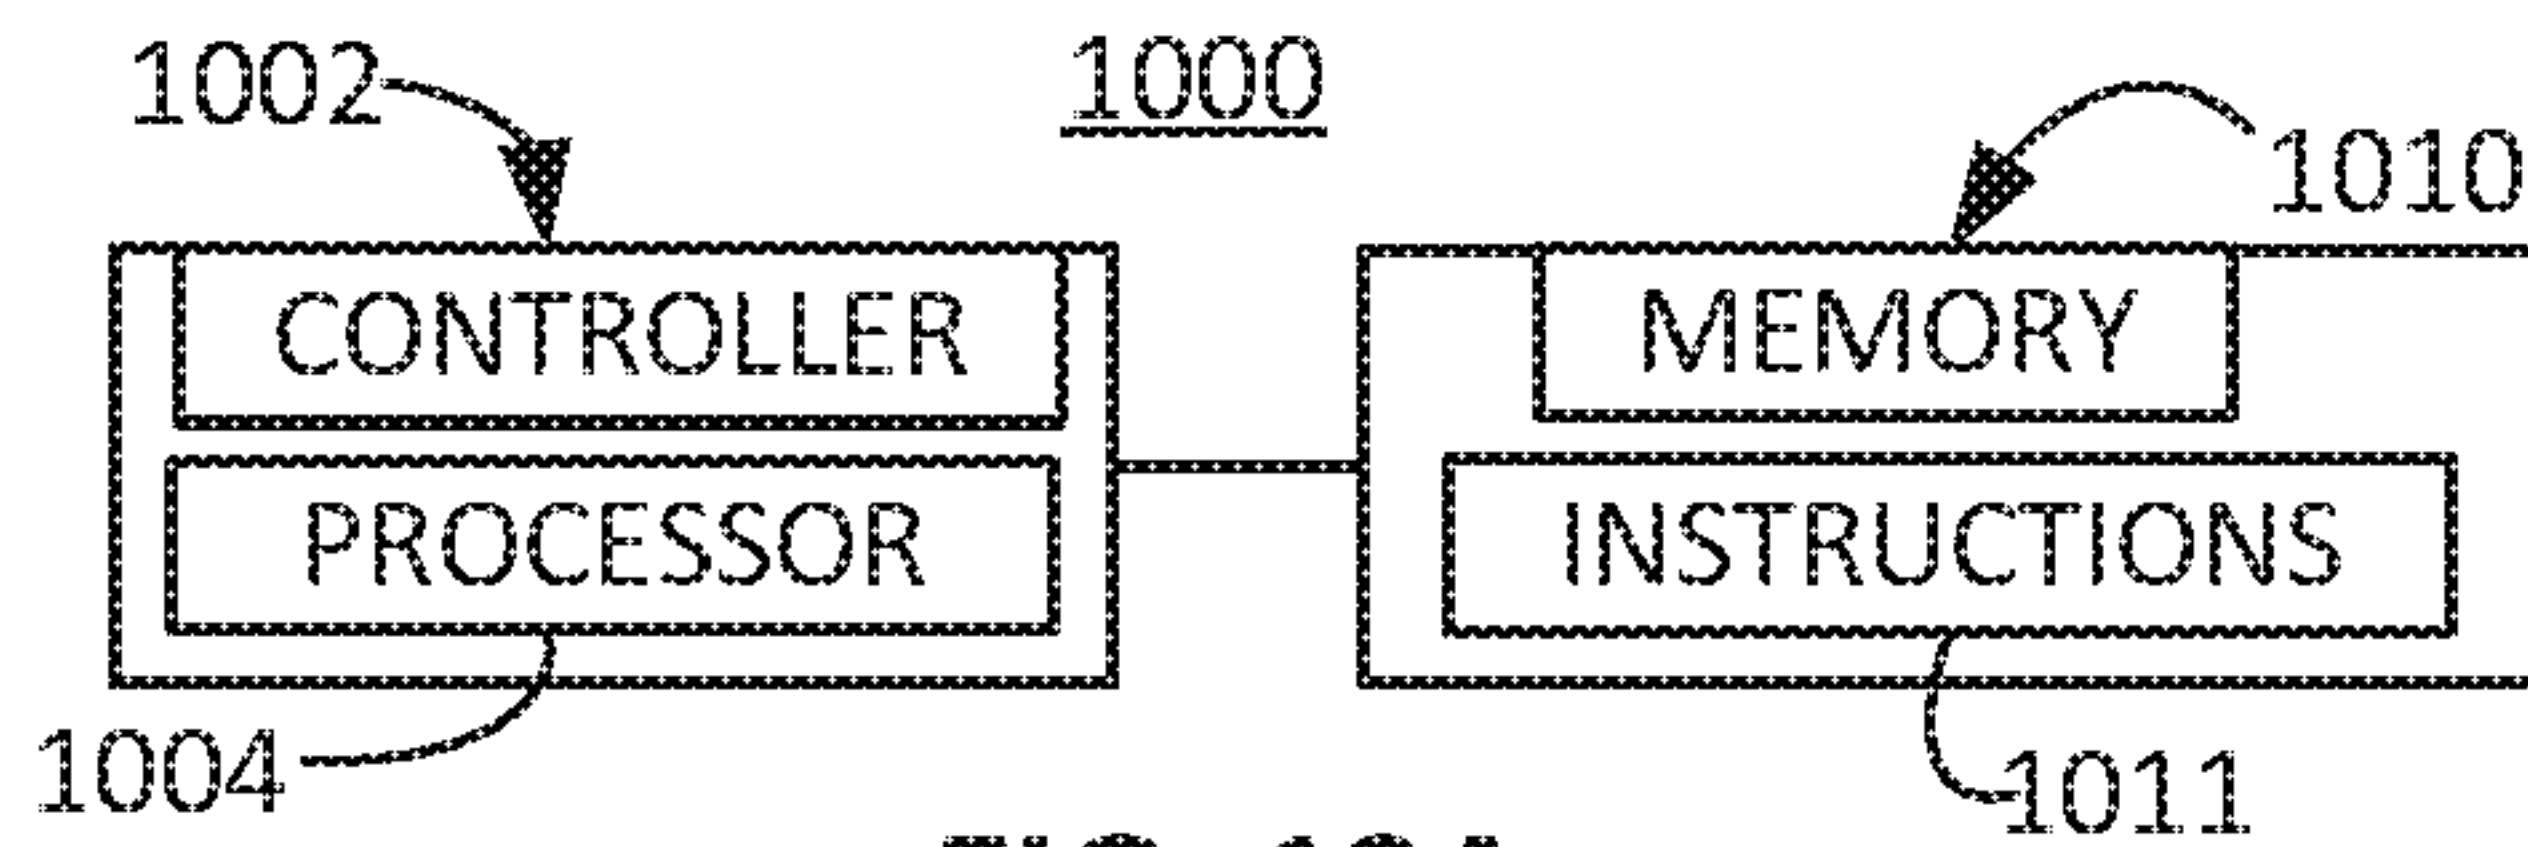 1002
1000
1010
CONTROLLER
MEMORY
PROCESSOR
INSTRUCTIONS
1004
1011